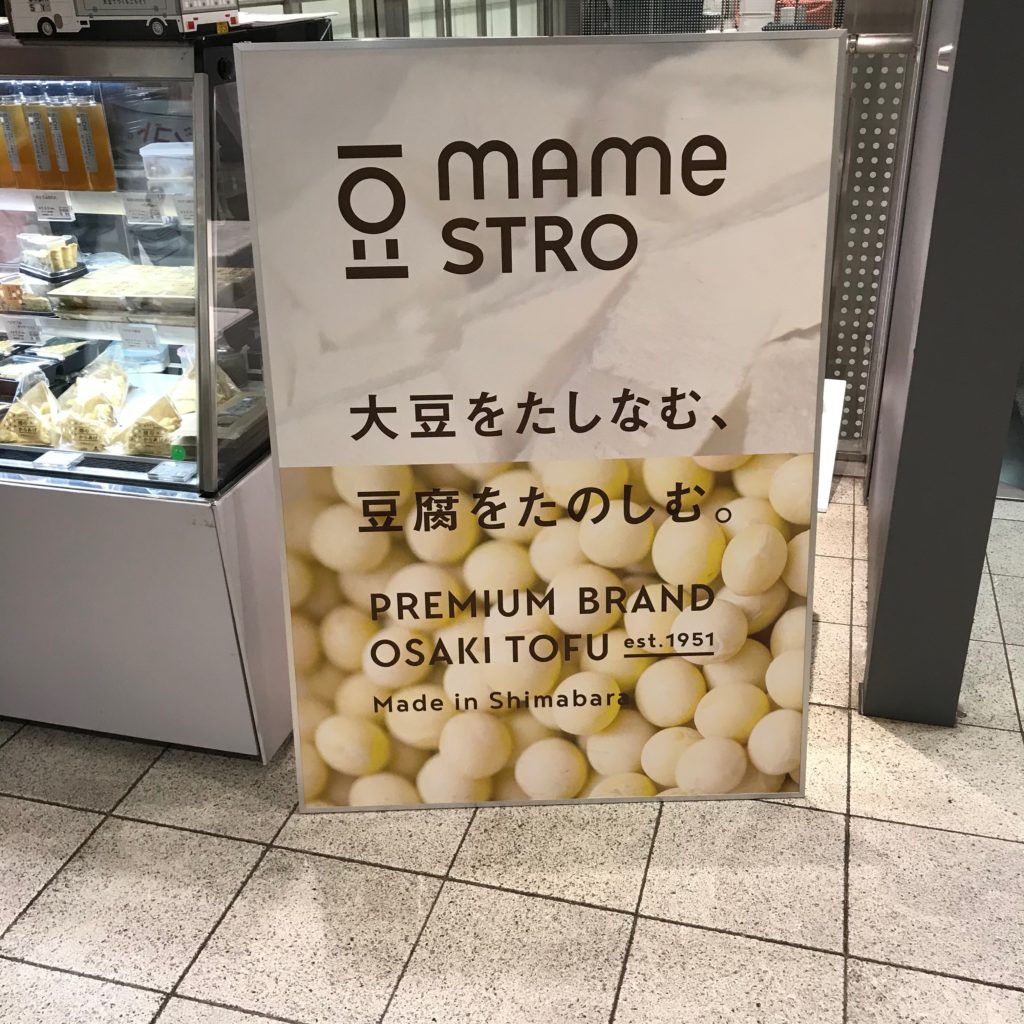 mame
STRO
大豆をたしなむ、
豆腐をたのしむ。
PREMIUM BRAND
OSAKI TOFU est.1951
Made in Shimabara